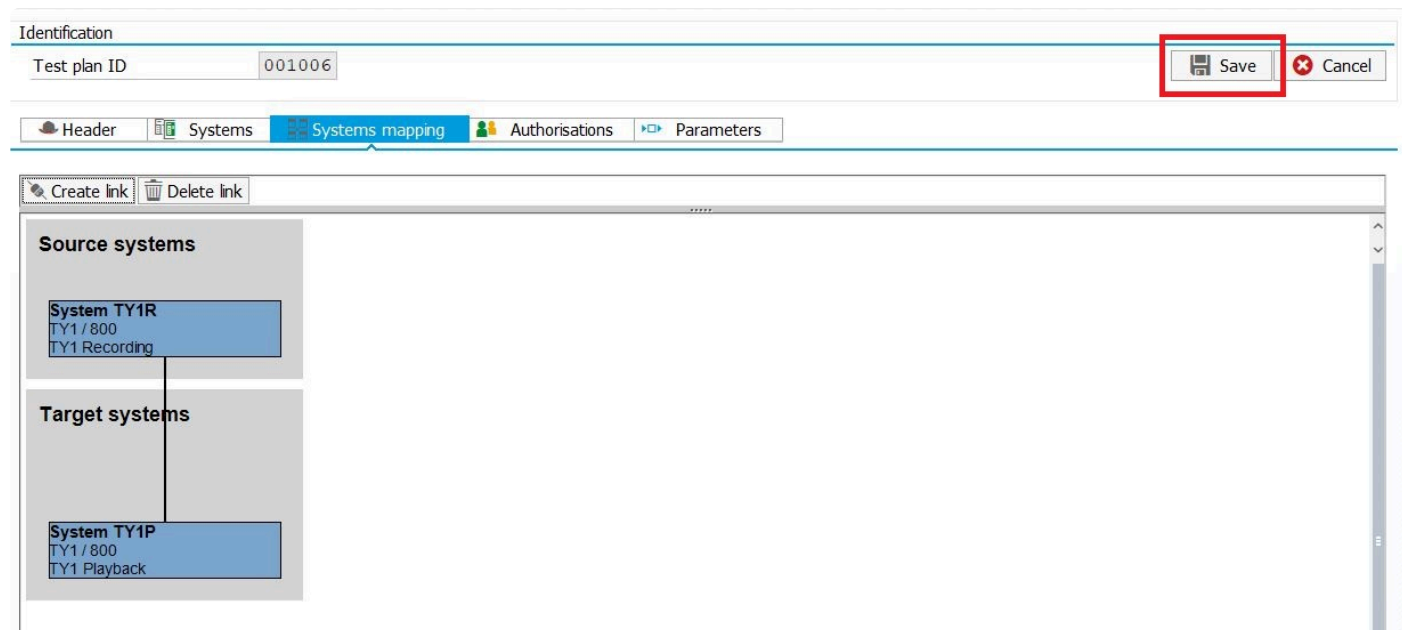 Identification
Test plan ID 001006 Save Cancel
Header Systems Systems mapping Authorisations Parameters
Create link Delete link
Source systems
System TY1R
TY1 / 800
TY1 Recording
Target systems
System TY1P
TY1 / 800
TY1 Playback